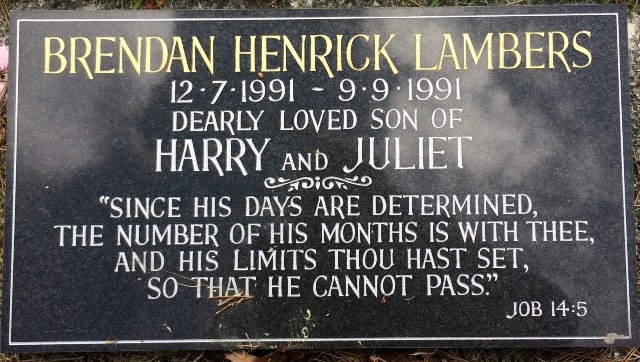 BRENDAN HENRICK LAMBERS
12·7·1991 - 9·9·1991
DEARLY LOVED SON OF
HARRY AND JULIET
"SINCE HIS DAYS ARE DETERMINED,
THE NUMBER OF HIS MONTHS IS WITH THEE,
AND HIS LIMITS THOU HAST SET,
SO THAT HE CANNOT PASS."
JOB 14:5